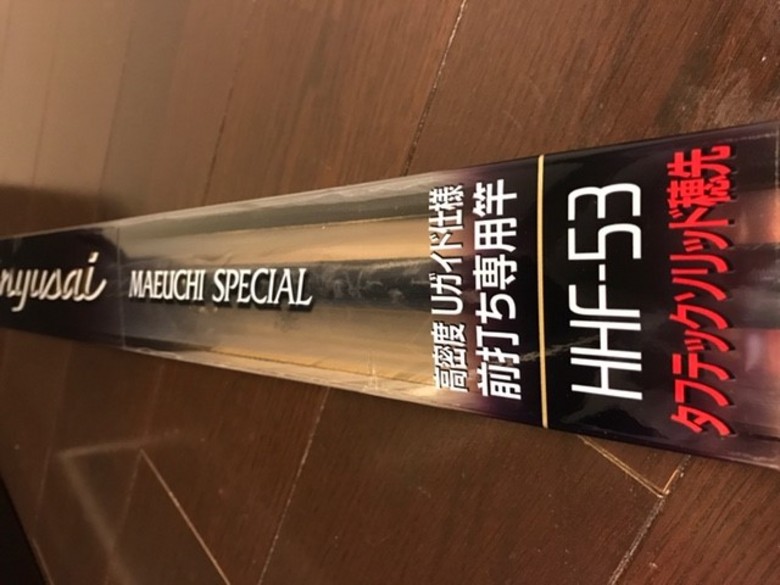 nyusai
MAEUCHI SPECIAL
高密度 Uガイド仕様
前打ち専用竿
HHF-53
タフテックソリッド穂先